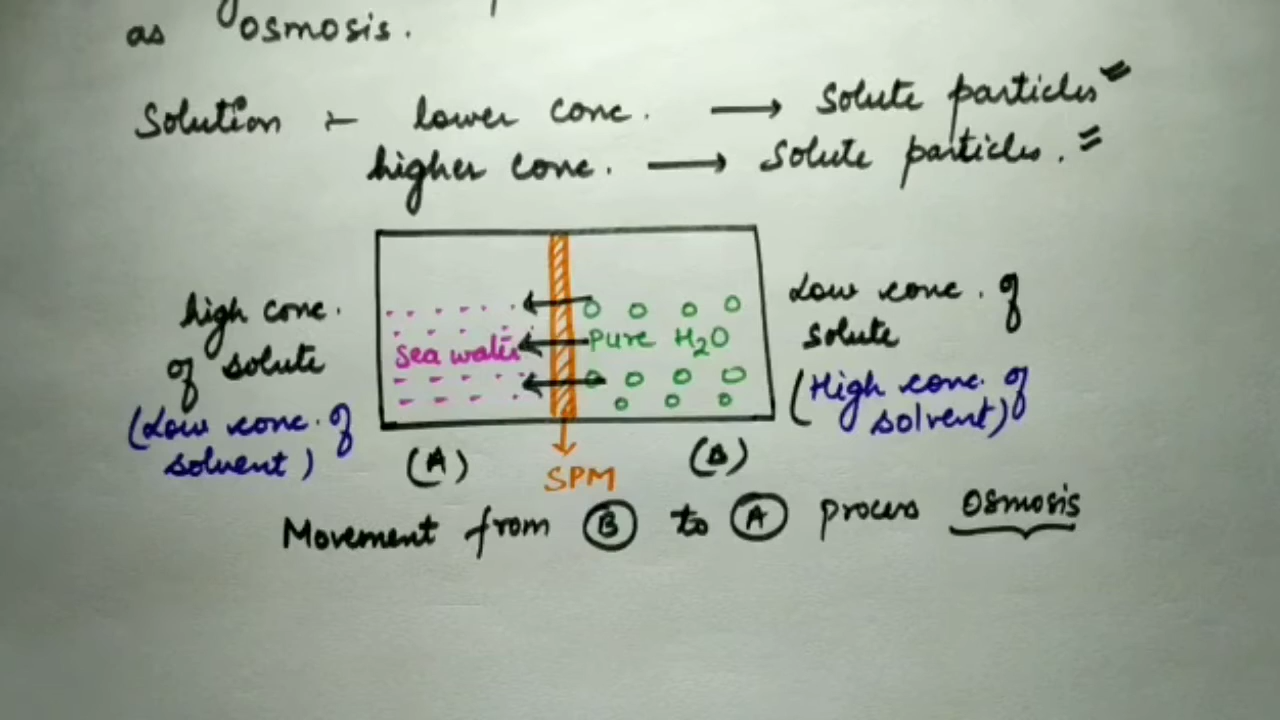 as osmosis.
Solution :- lower conc. → Solute particles
higher conc. → Solute particles.
high conc.
of solute
(Low conc. of
solvent)
Sea water
Pure H₂O
Low conc. of
solute
(High conc. of
solvent)
(A)
SPM
(B)
Movement from B to A process Osmosis